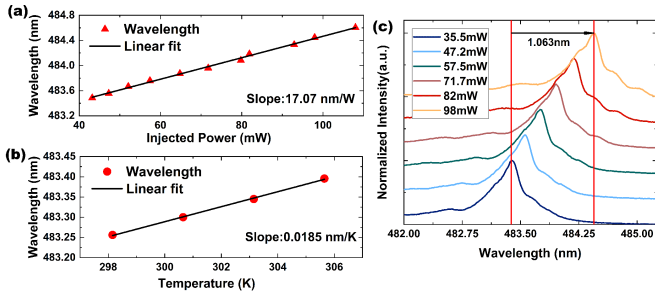 (a)
484.8
484.4
484.0
483.6
483.2
Wavelength (nm)
Wavelength
Linear fit
Slope:17.07 nm/W
40
60
80
100
Injected Power (mW)
(b)
483.45
483.40
483.35
483.30
483.25
483.20
Wavelength (nm)
Wavelength
Linear fit
Slope:0.0185 nm/K
298
300
302
304
306
Temperature (K)
(c)
Normalized Intensity(a.u.)
35.5mW
47.2mW
57.5mW
71.7mW
82mW
98mW
1.063nm
482.00
482.75
483.50
484.25
485.00
Wavelength (nm)